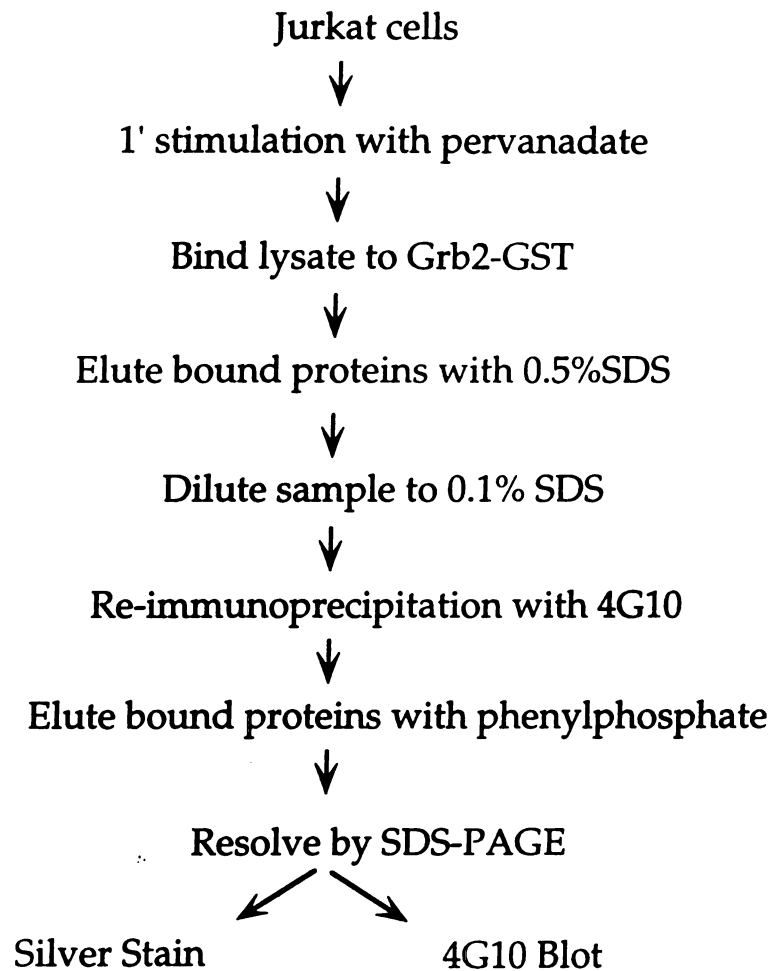 Jurkat cells
1' stimulation with pervanadate
Bind lysate to Grb2-GST
Elute bound proteins with 0.5%SDS
Dilute sample to 0.1% SDS
Re-immunoprecipitation with 4G10
Elute bound proteins with phenylphosphate
Resolve by SDS-PAGE
Silver Stain
4G10 Blot